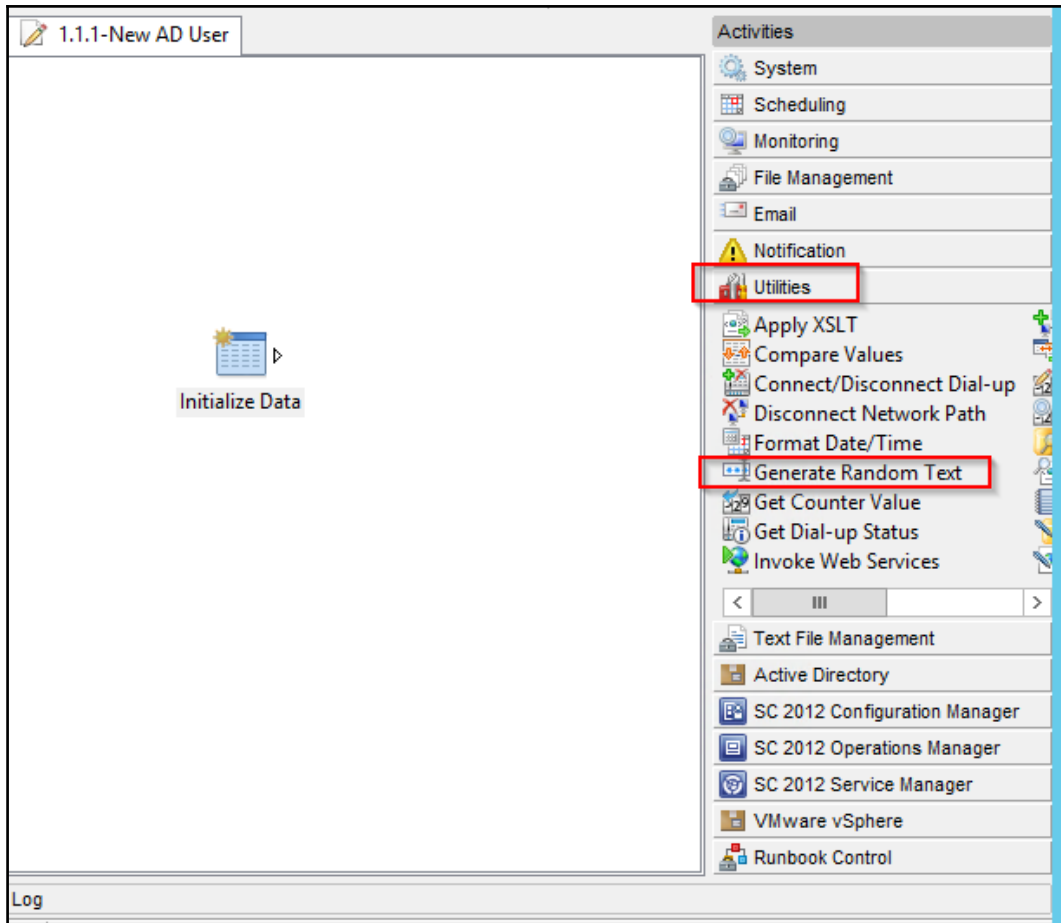 1.1.1-New AD User
Initialize Data
Activities
System
Scheduling
Monitoring
File Management
Email
Notification
Utilities
Apply XSLT
Compare Values
Connect/Disconnect Dial-up
Disconnect Network Path
Format Date/Time
Generate Random Text
Get Counter Value
Get Dial-up Status
Invoke Web Services
Text File Management
Active Directory
SC 2012 Configuration Manager
SC 2012 Operations Manager
SC 2012 Service Manager
VMware vSphere
Runbook Control
Log